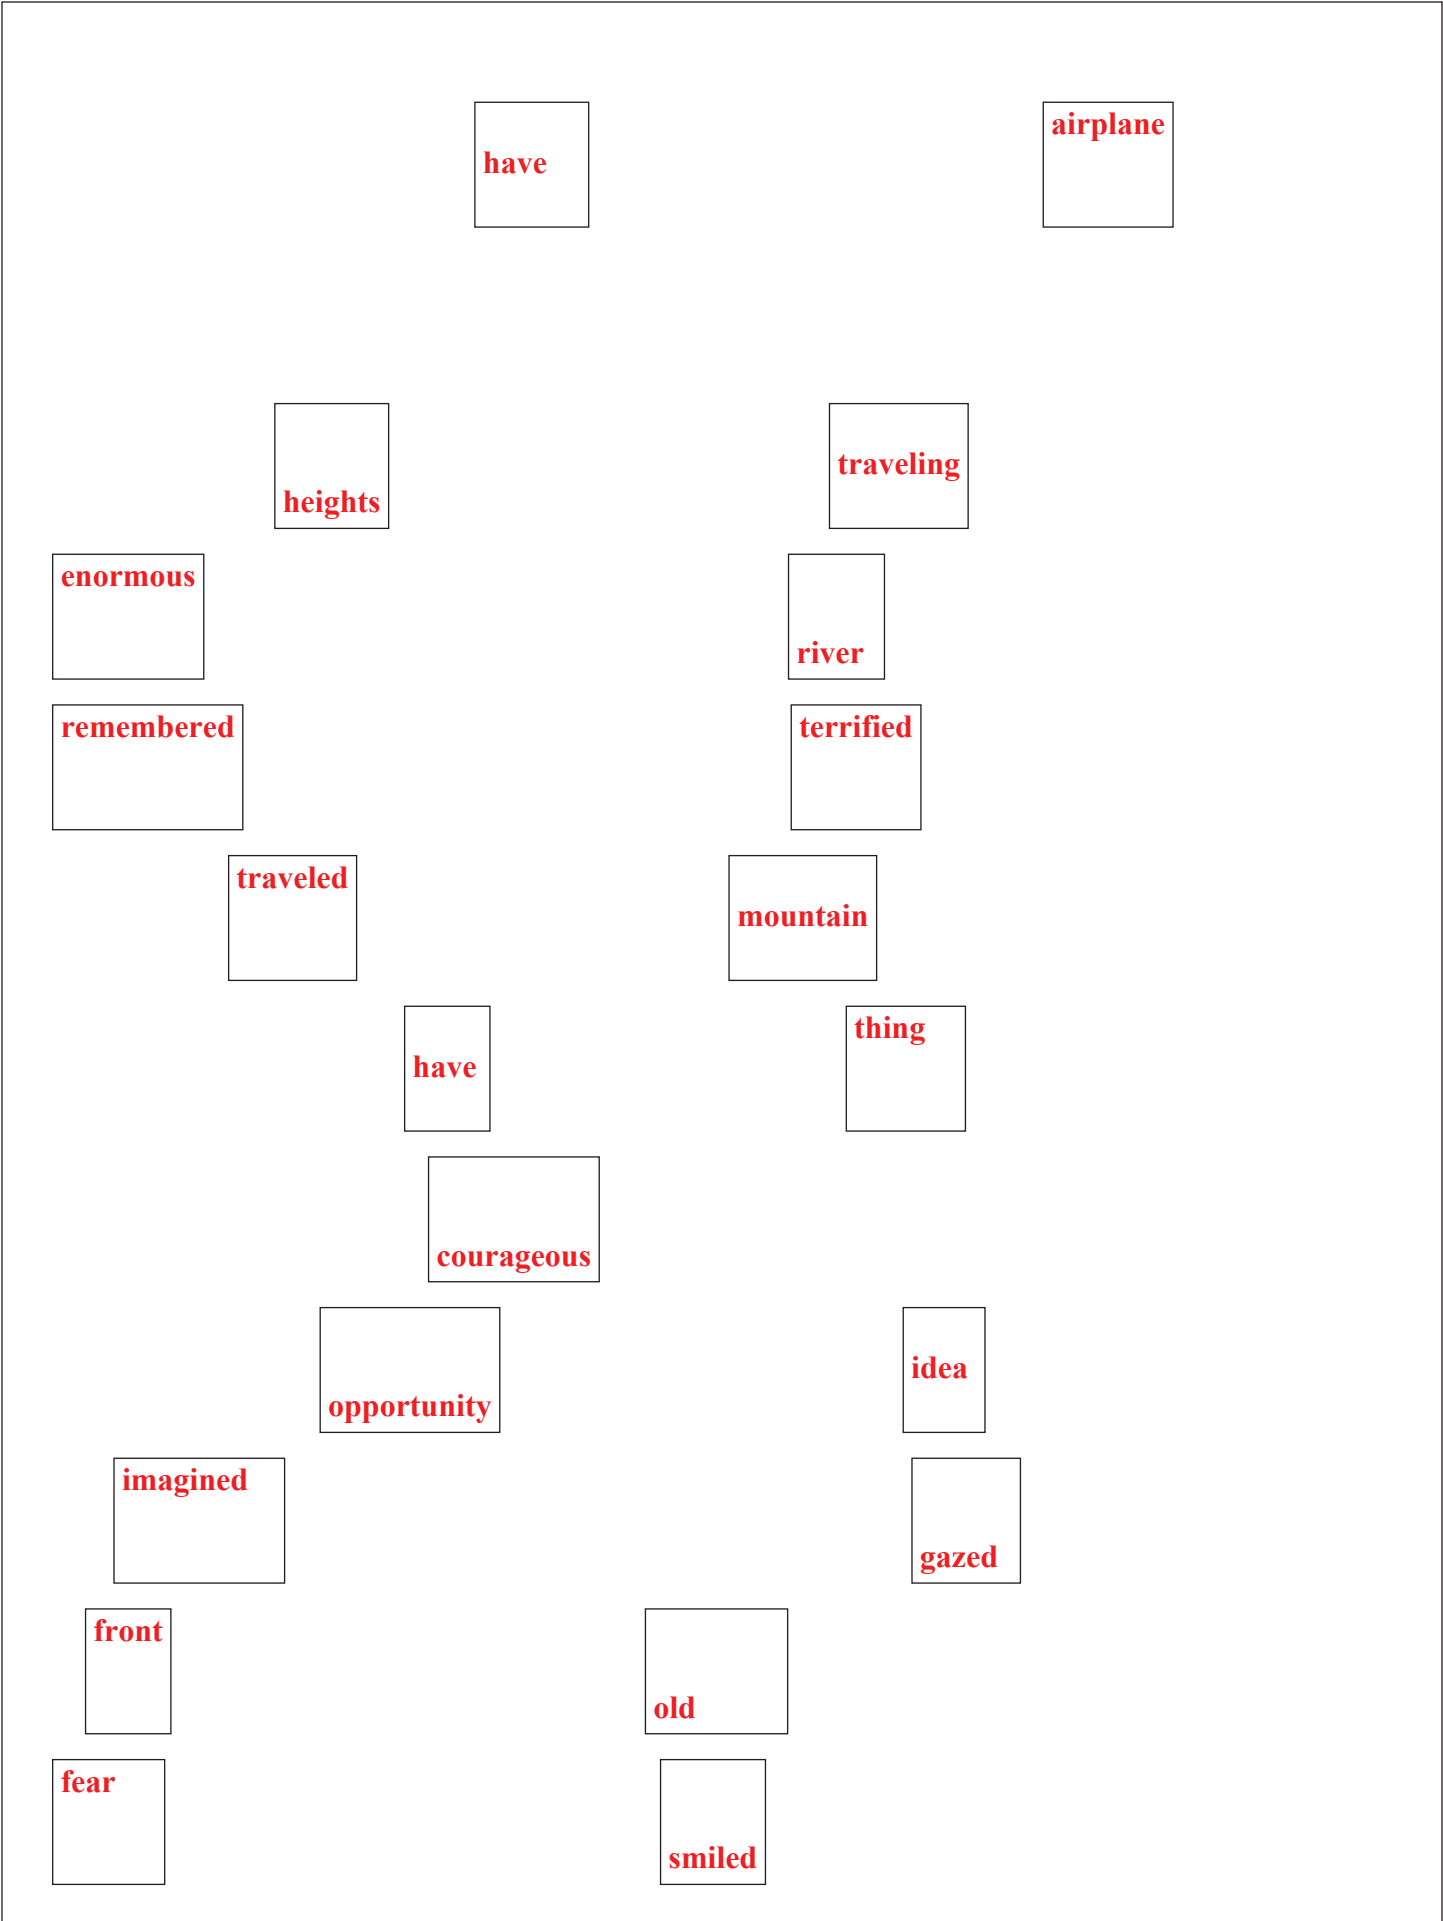 have airplane
heights traveling
enormous river
remembered terrified
traveled mountain
have thing
courageous
opportunity idea
imagined gazed
front old
fear smiled